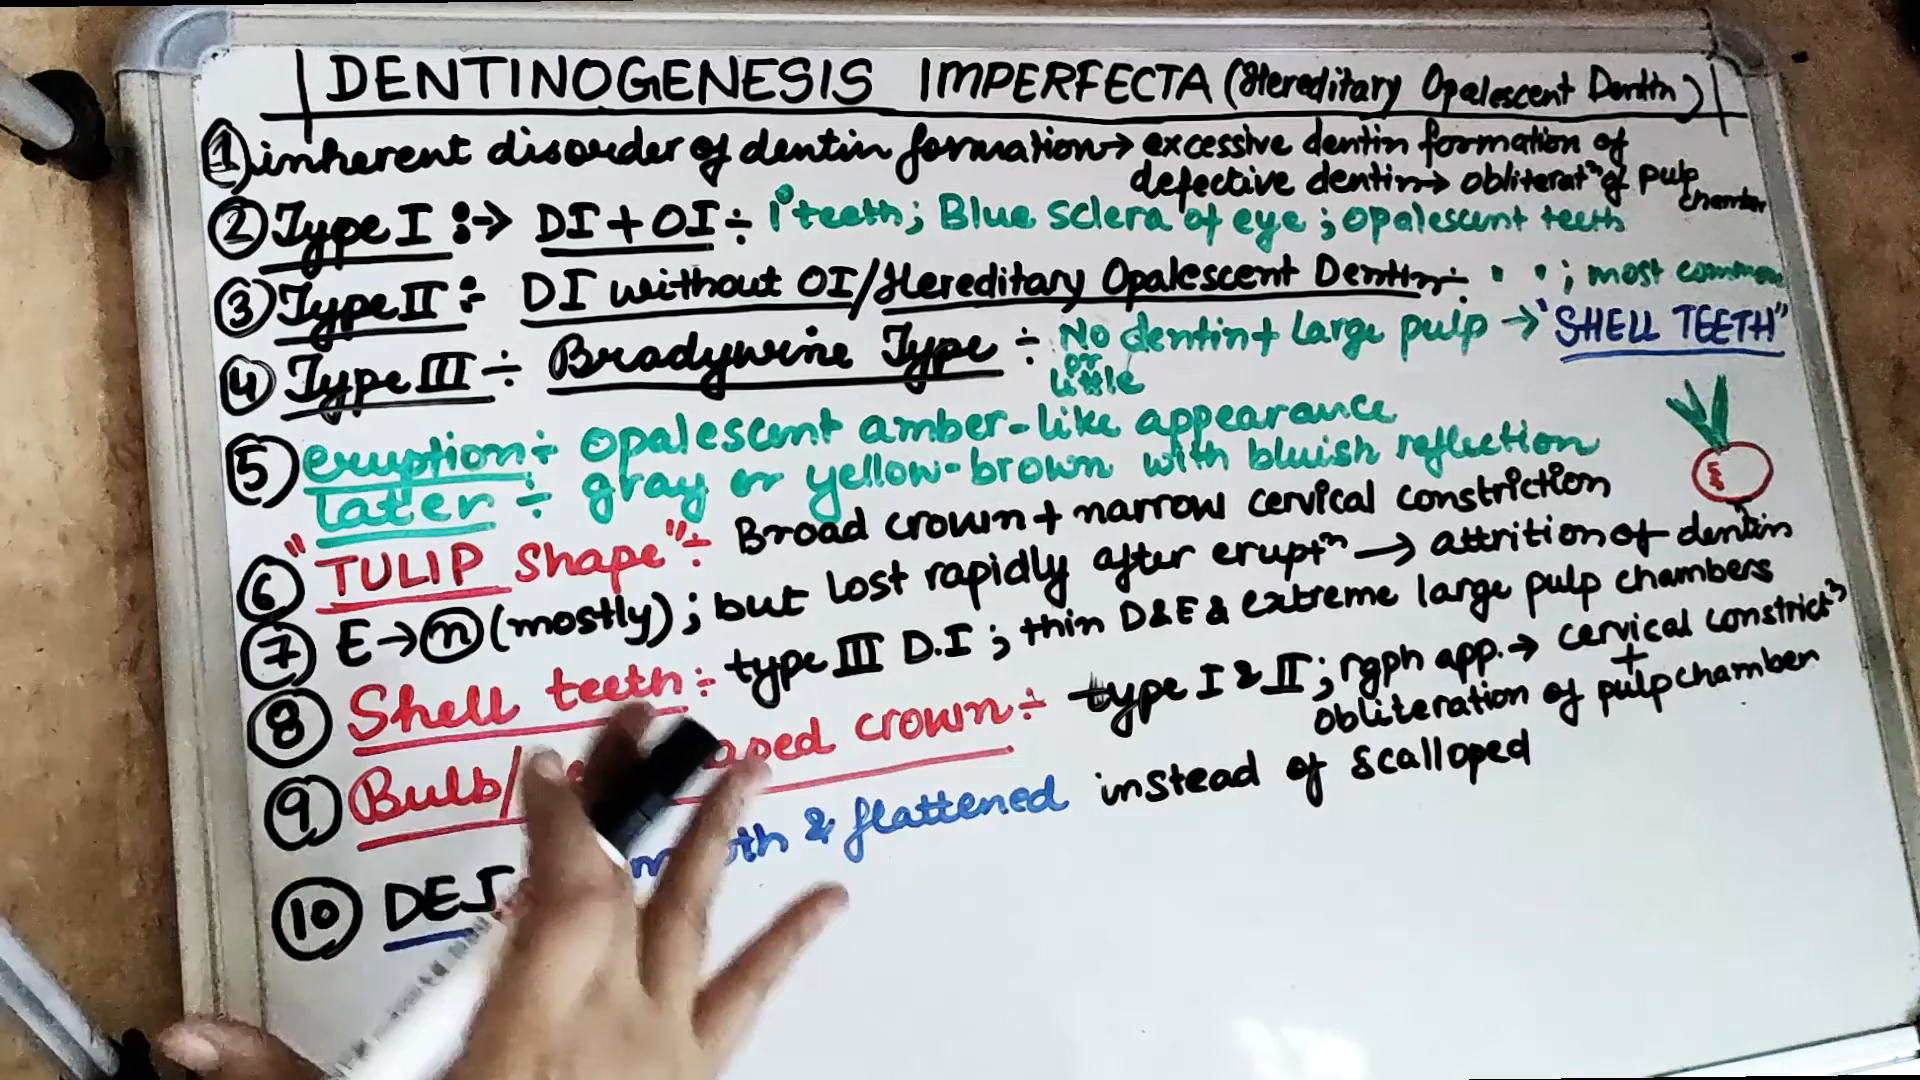 DENTINOGENESIS IMPERFECTA (Hereditary Opalescent Dentin)
① inherent disorder of dentin formation → excessive dentin formation of
defective dentin → obliteratⁿ of pulp
chamber
② Type I :→ DI + OI ÷ i° teeth; Blue sclera of eye; opalescent teeth
③ Type II ÷ DI without OI/Hereditary Opalescent Dentin ÷ " "; most common
④ Type III ÷ Bradywine Type ÷ No dentin + large pulp → "SHELL TEETH"
or
little
⑤ eruption ÷ opalescent amber-like appearance
later ÷ gray or yellow-brown with bluish reflection
⑥ "TULIP shape" ÷ Broad crown + narrow cervical constriction
⑦ E → ⓝ (mostly); but lost rapidly after eruptⁿ → attrition of dentin
⑧ Shell teeth ÷ type III D.I; thin D & E & extreme large pulp chambers
⑨ Bulb/ crown ÷ type I & II; rgph app. → cervical constrictⁿ
+
obliteration of pulp chamber
⑩ DEJ & flattened instead of scalloped